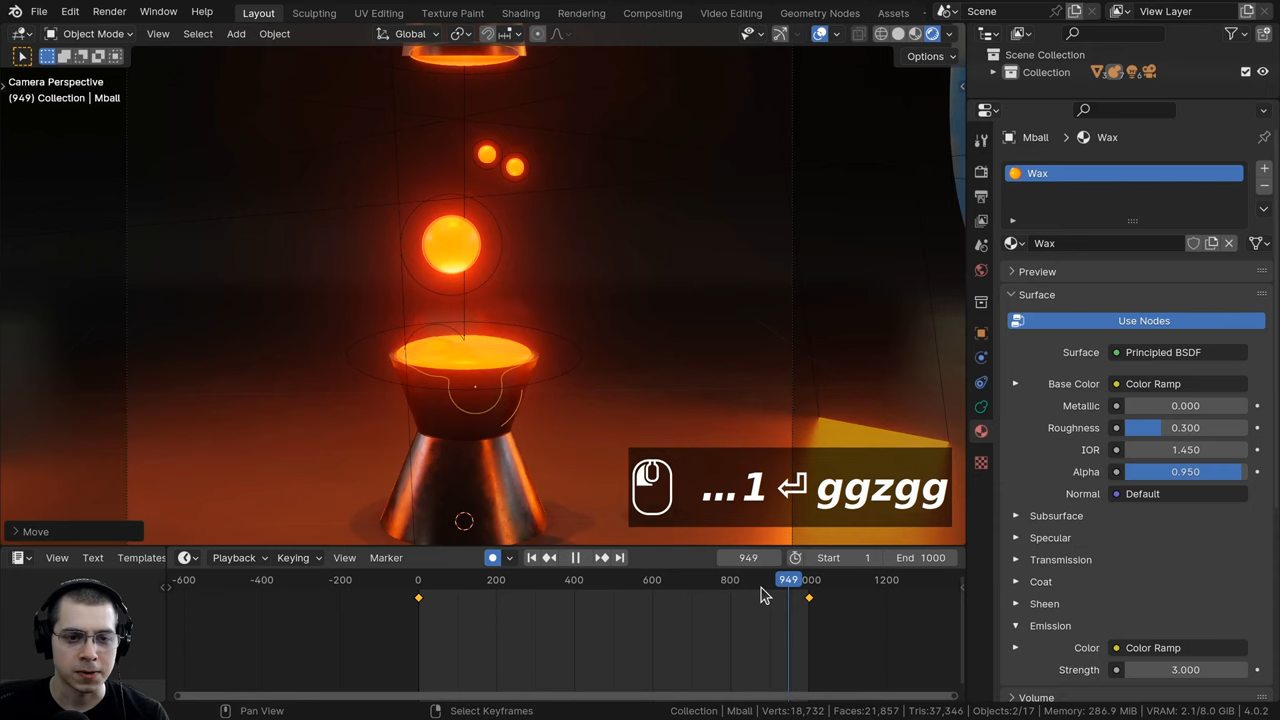 File Edit Render Window Help Layout Sculpting UV Editing Texture Paint Shading Rendering Compositing Video Editing Geometry Nodes Assets Scene View Layer
Object Mode View Select Add Object Global
Options
Camera Perspective
(949) Collection | Mball
Scene Collection
Collection
Mball > Wax
Wax
Wax
Preview
Surface
Use Nodes
Surface Principled BSDF
Base Color Color Ramp
Metallic 0.000
Roughness 0.300
IOR 1.450
Alpha 0.950
Normal Default
Subsurface
Specular
Transmission
Coat
Sheen
Emission
Color Color Ramp
Strength 3.000
Volume
...1 ⏎ ggzgg
> Move
View Text Templates Playback Keying View Marker 949 Start 1 End 1000
-600 -400 -200 0 200 400 600 800 949 000 1200
Pan View Select Keyframes Collection | Mball | Verts:18,732 | Faces:21,857 | Tris:37,346 | Objects:2/17 | Memory: 286.9 MiB | VRAM: 2.1/8.0 GiB | 4.0.2